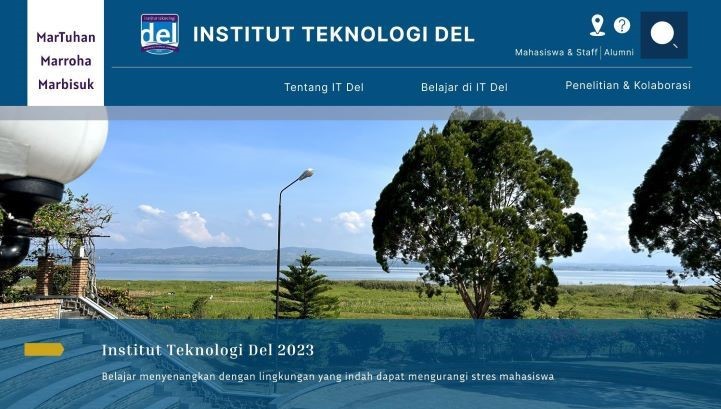 MarTuhan
Marroha
Marbisuk
del
INSTITUT TEKNOLOGI DEL
Mahasiswa & Staff
Alumni
Tentang IT Del
Belajar di IT Del
Penelitian & Kolaborasi
Institut Teknologi Del 2023
Belajar menyenangkan dengan lingkungan yang indah dapat mengurangi stres mahasiswa